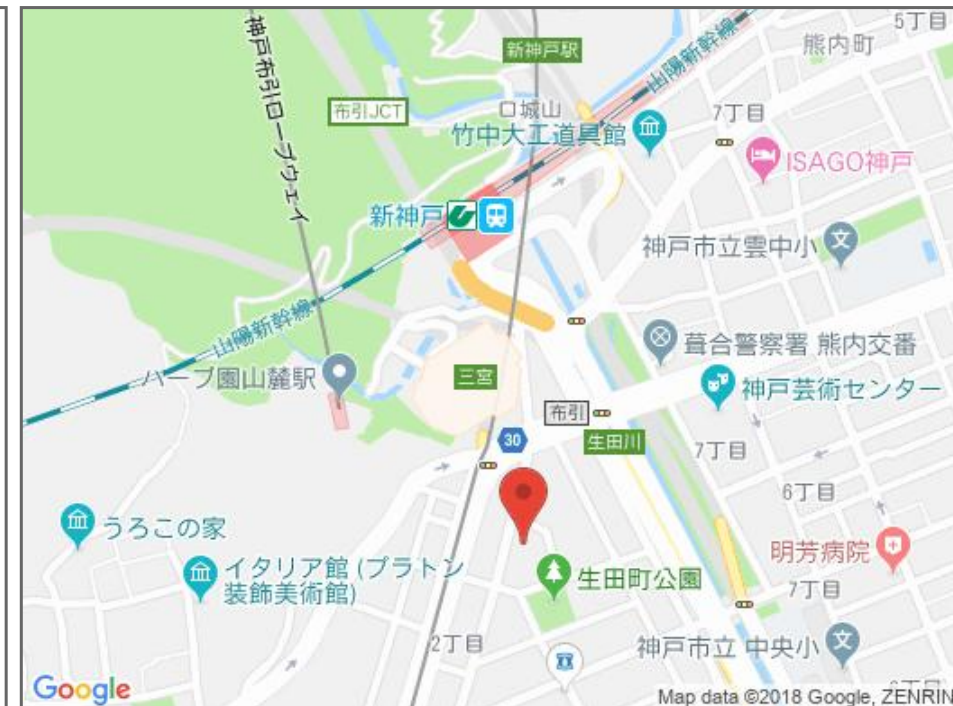 5丁目
熊内町
新神戸駅
山陽新幹線
神戸布引ロープウェイ
布引JCT
口城山
7丁目
竹中大工道具館
ISAGO神戸
新神戸
神戸市立雲中小
山陽新幹線
葺合警察署 熊内交番
ハーブ園山麓駅
三宮
神戸芸術センター
布引
30
生田川
7丁目
6丁目
うろこの家
明芳病院
イタリア館 (プラトン
装飾美術館)
生田町公園
7丁目
2丁目
神戸市立 中央小
Google
Map data ©2018 Google, ZENRIN